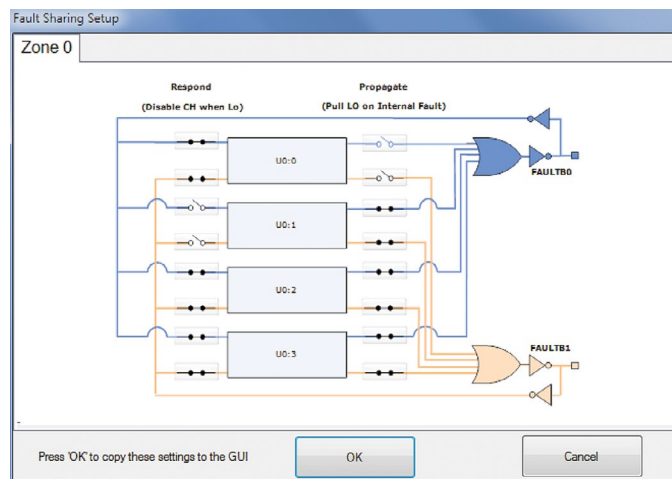 Fault Sharing Setup
Zone 0
Respond
(Disable CH when Lo)
Propagate
(Pull LO on Internal Fault)
U0:0
FAULTB0
U0:1
U0:2
U0:3
FAULTB1
Press 'OK' to copy these settings to the GUI
OK
Cancel